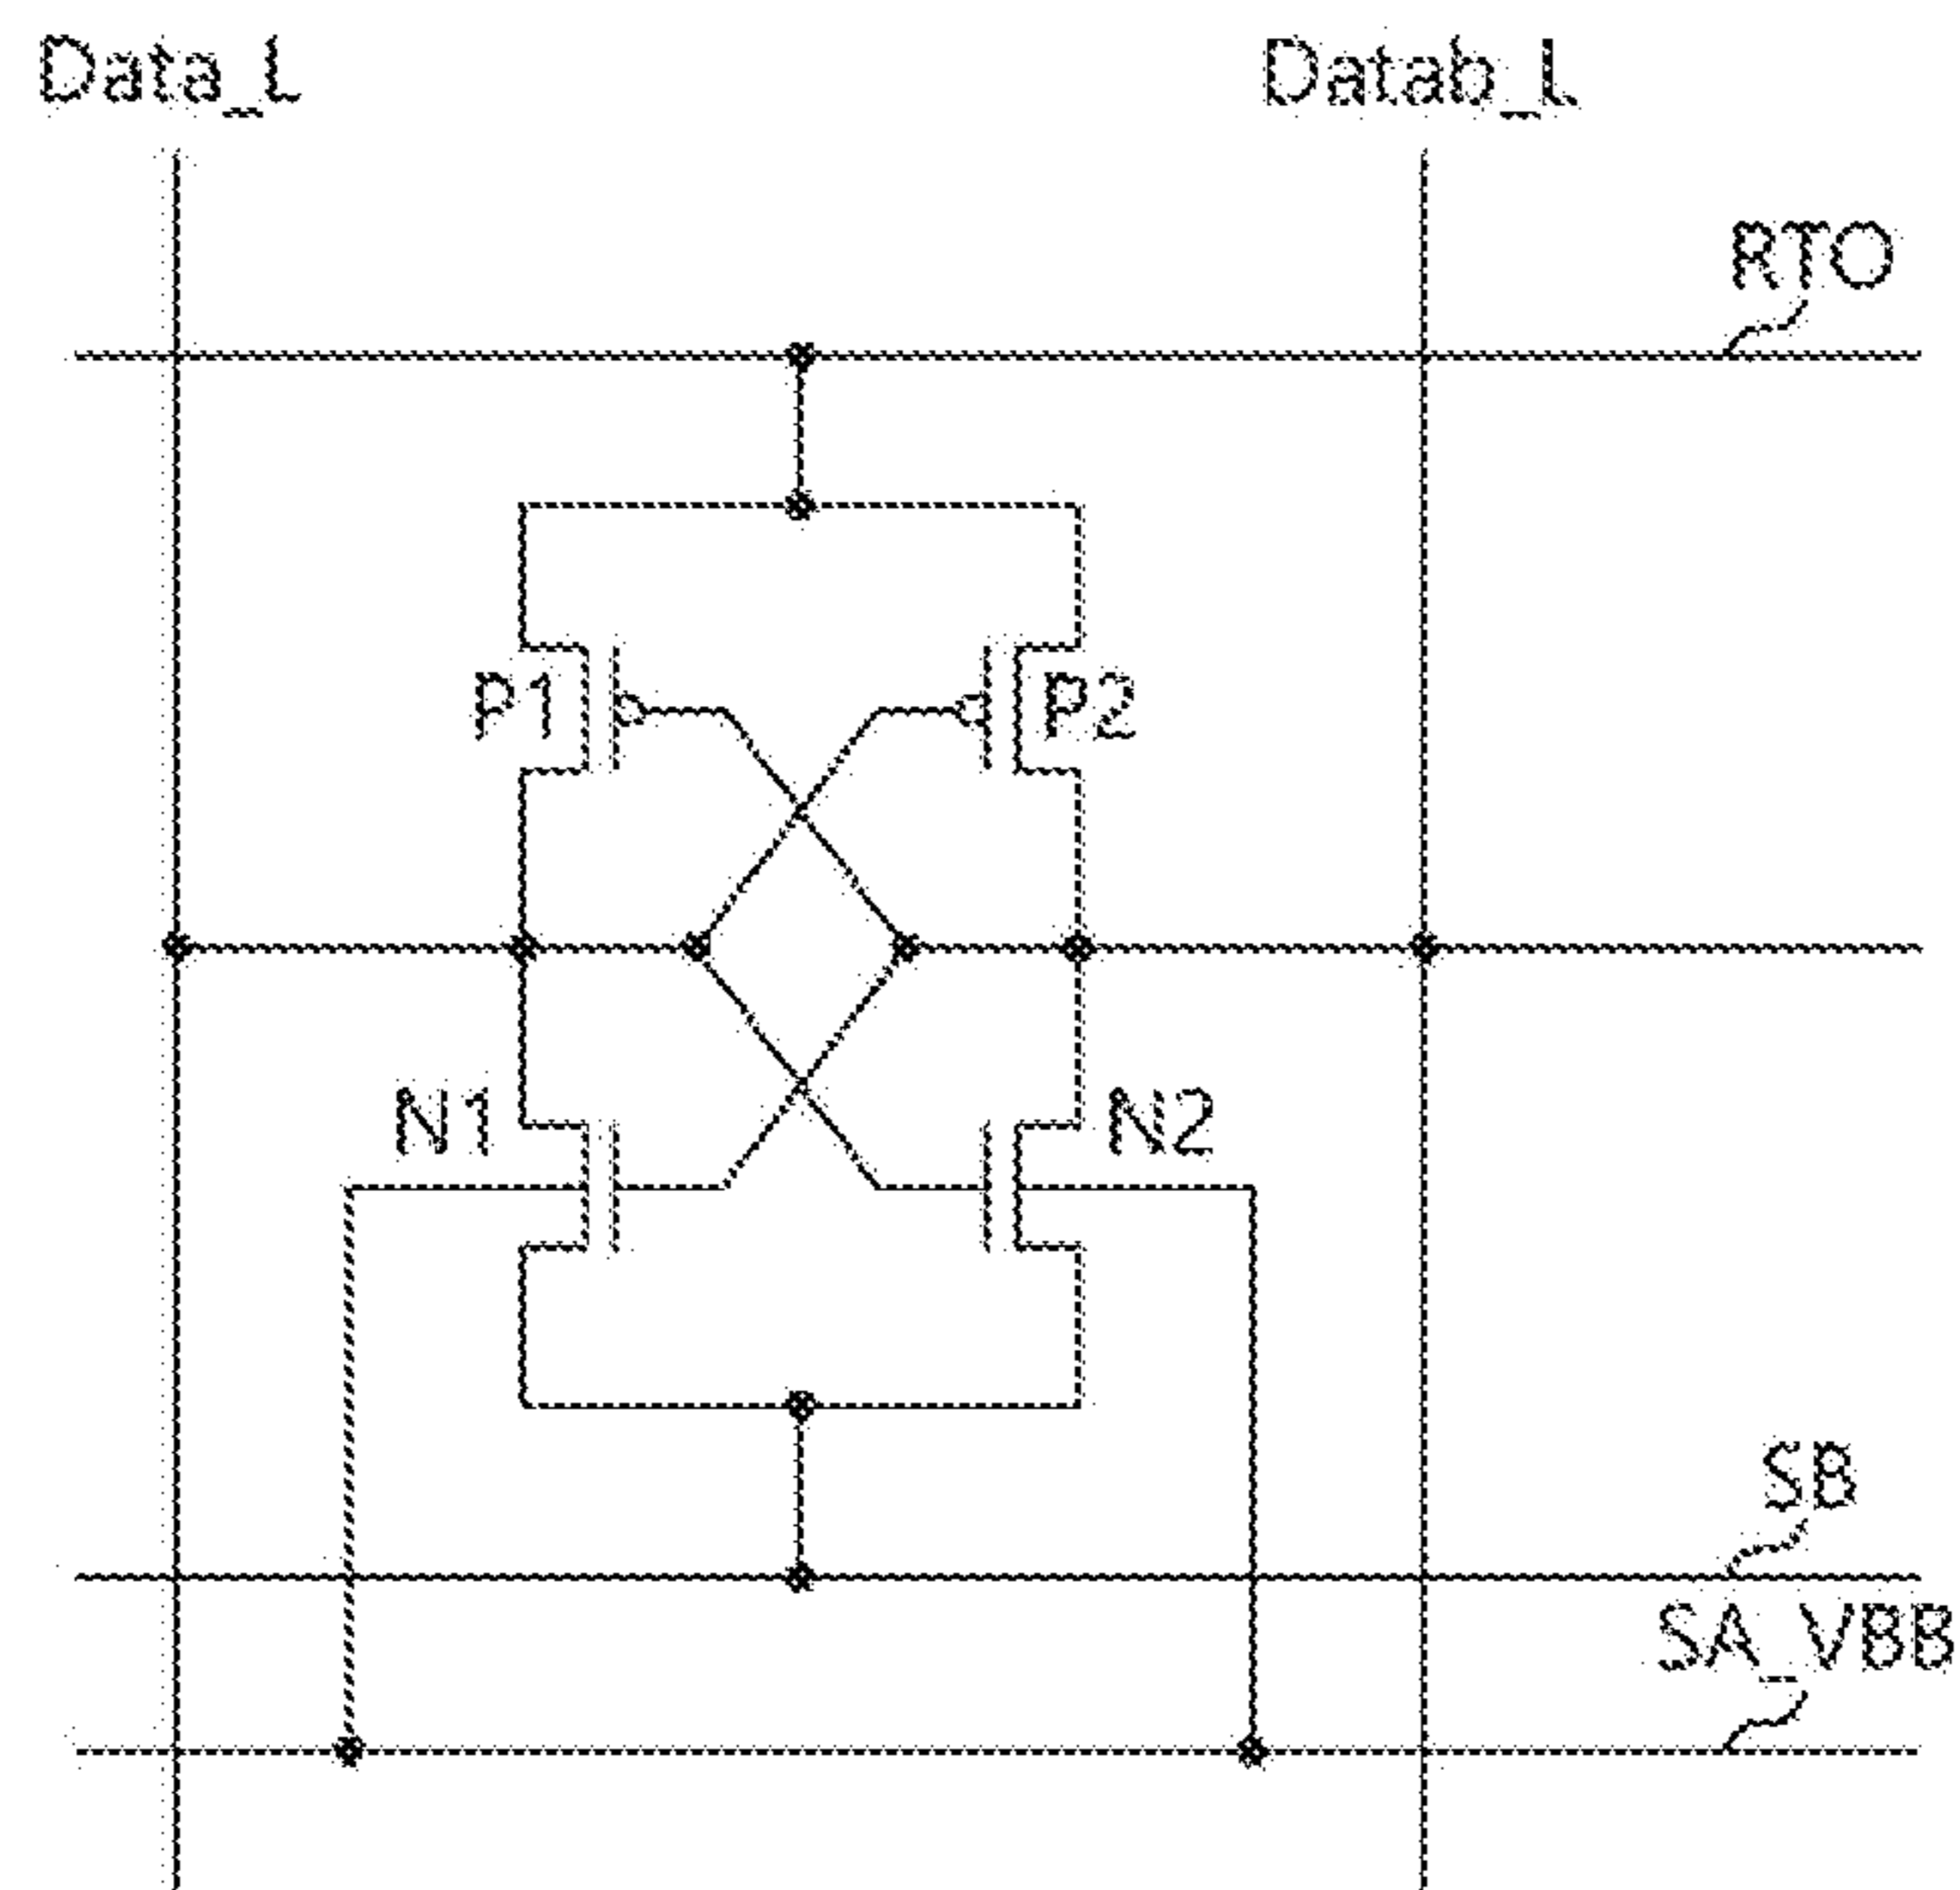 Data_L
Datab_L
RTO
P1
P2
N1
N2
SB
SA_VBB